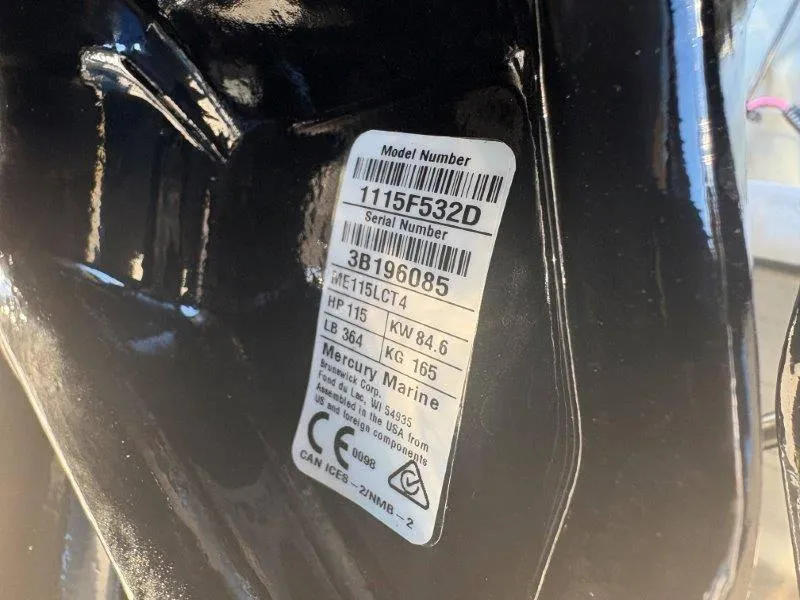 Model Number
1115F532D
Serial Number
3B196085
ME115LCT4
HP 115 KW 84.6
LB 364 KG 165
Mercury Marine
Brunswick Corp.
Fond du Lac, WI 54935
Assembled in the USA from
US and foreign components
CE 0098
CAN ICES-2/NMB-2